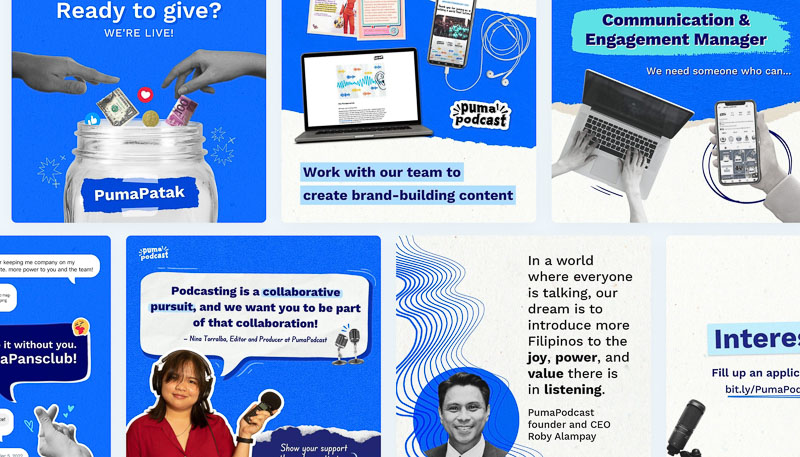 Ready to give?
WE'RE LIVE!
PumaPatak
puma
podcast
Work with our team to
create brand-building content
Communication &
Engagement Manager
We need someone who can...
for keeping me company on my
more power to you and the team!
it without you.
aPansclub!
puma
podcast
Podcasting is a collaborative
pursuit, and we want you to be part
of that collaboration!
– Nina Torralba, Editor and Producer at PumaPodcast
Show your support
In a world
where everyone
is talking, our
dream is to
introduce more
Filipinos to the
joy, power, and
value there is
in listening.
PumaPodcast
founder and CEO
Roby Alampay
Interes
Fill up an applic
bit.ly/PumaPod